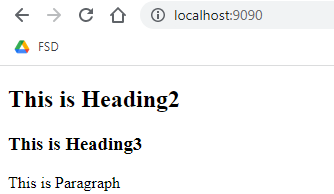 localhost:9090
FSD
This is Heading2
This is Heading3
This is Paragraph